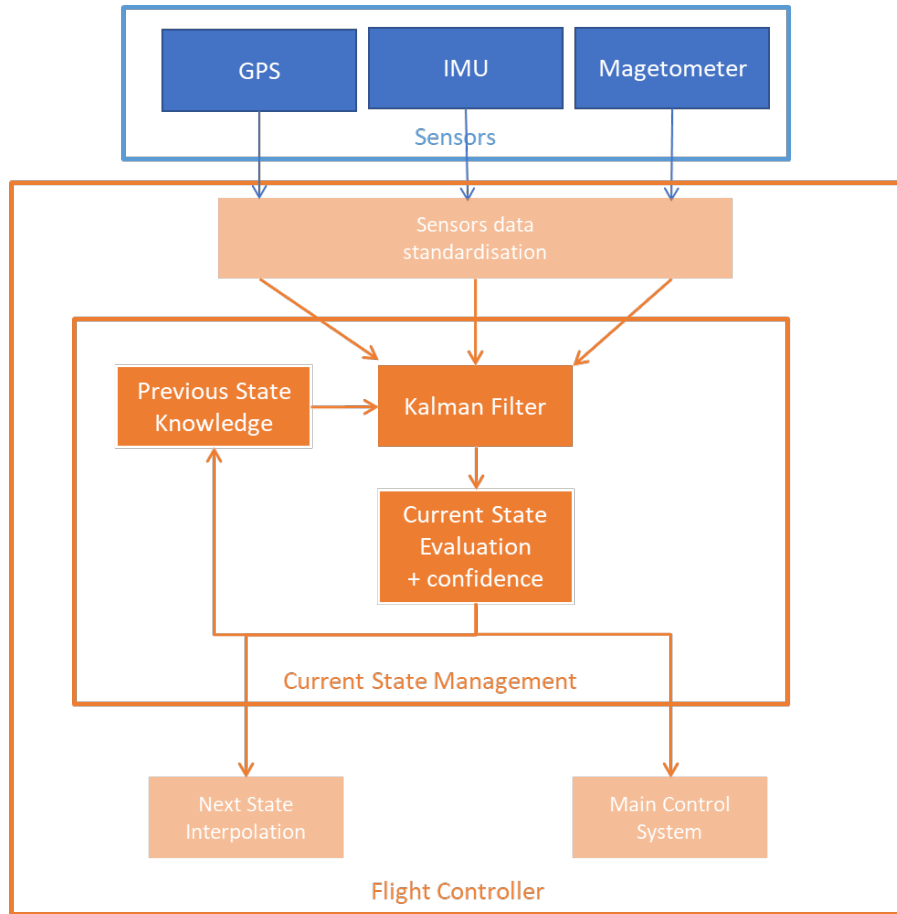 GPS
IMU
Magetometer
Sensors
Sensors data
standardisation
Previous State
Knowledge
Kalman Filter
Current State
Evaluation
+ confidence
Current State Management
Next State
Interpolation
Main Control
System
Flight Controller